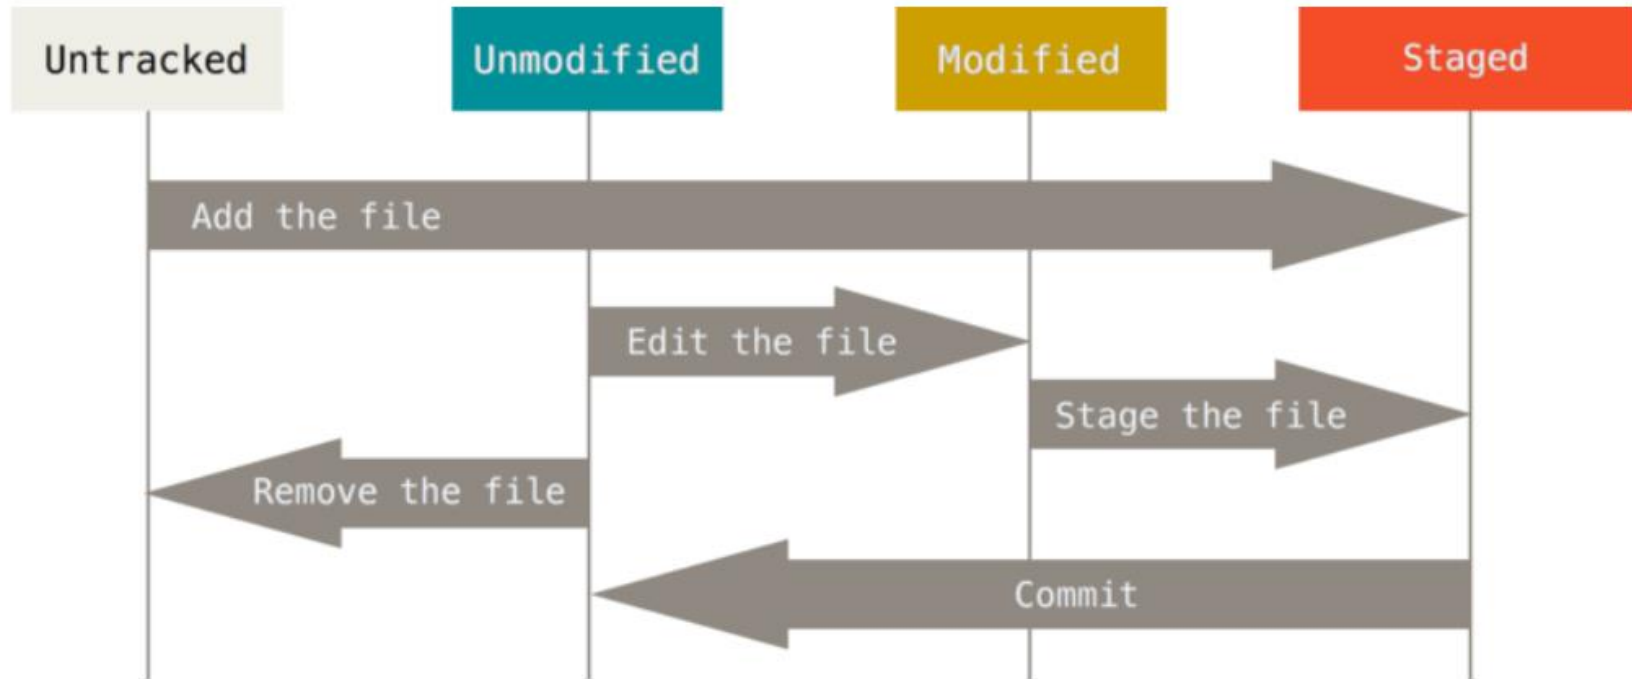 Untracked
Unmodified
Modified
Staged
Add the file
Edit the file
Stage the file
Remove the file
Commit